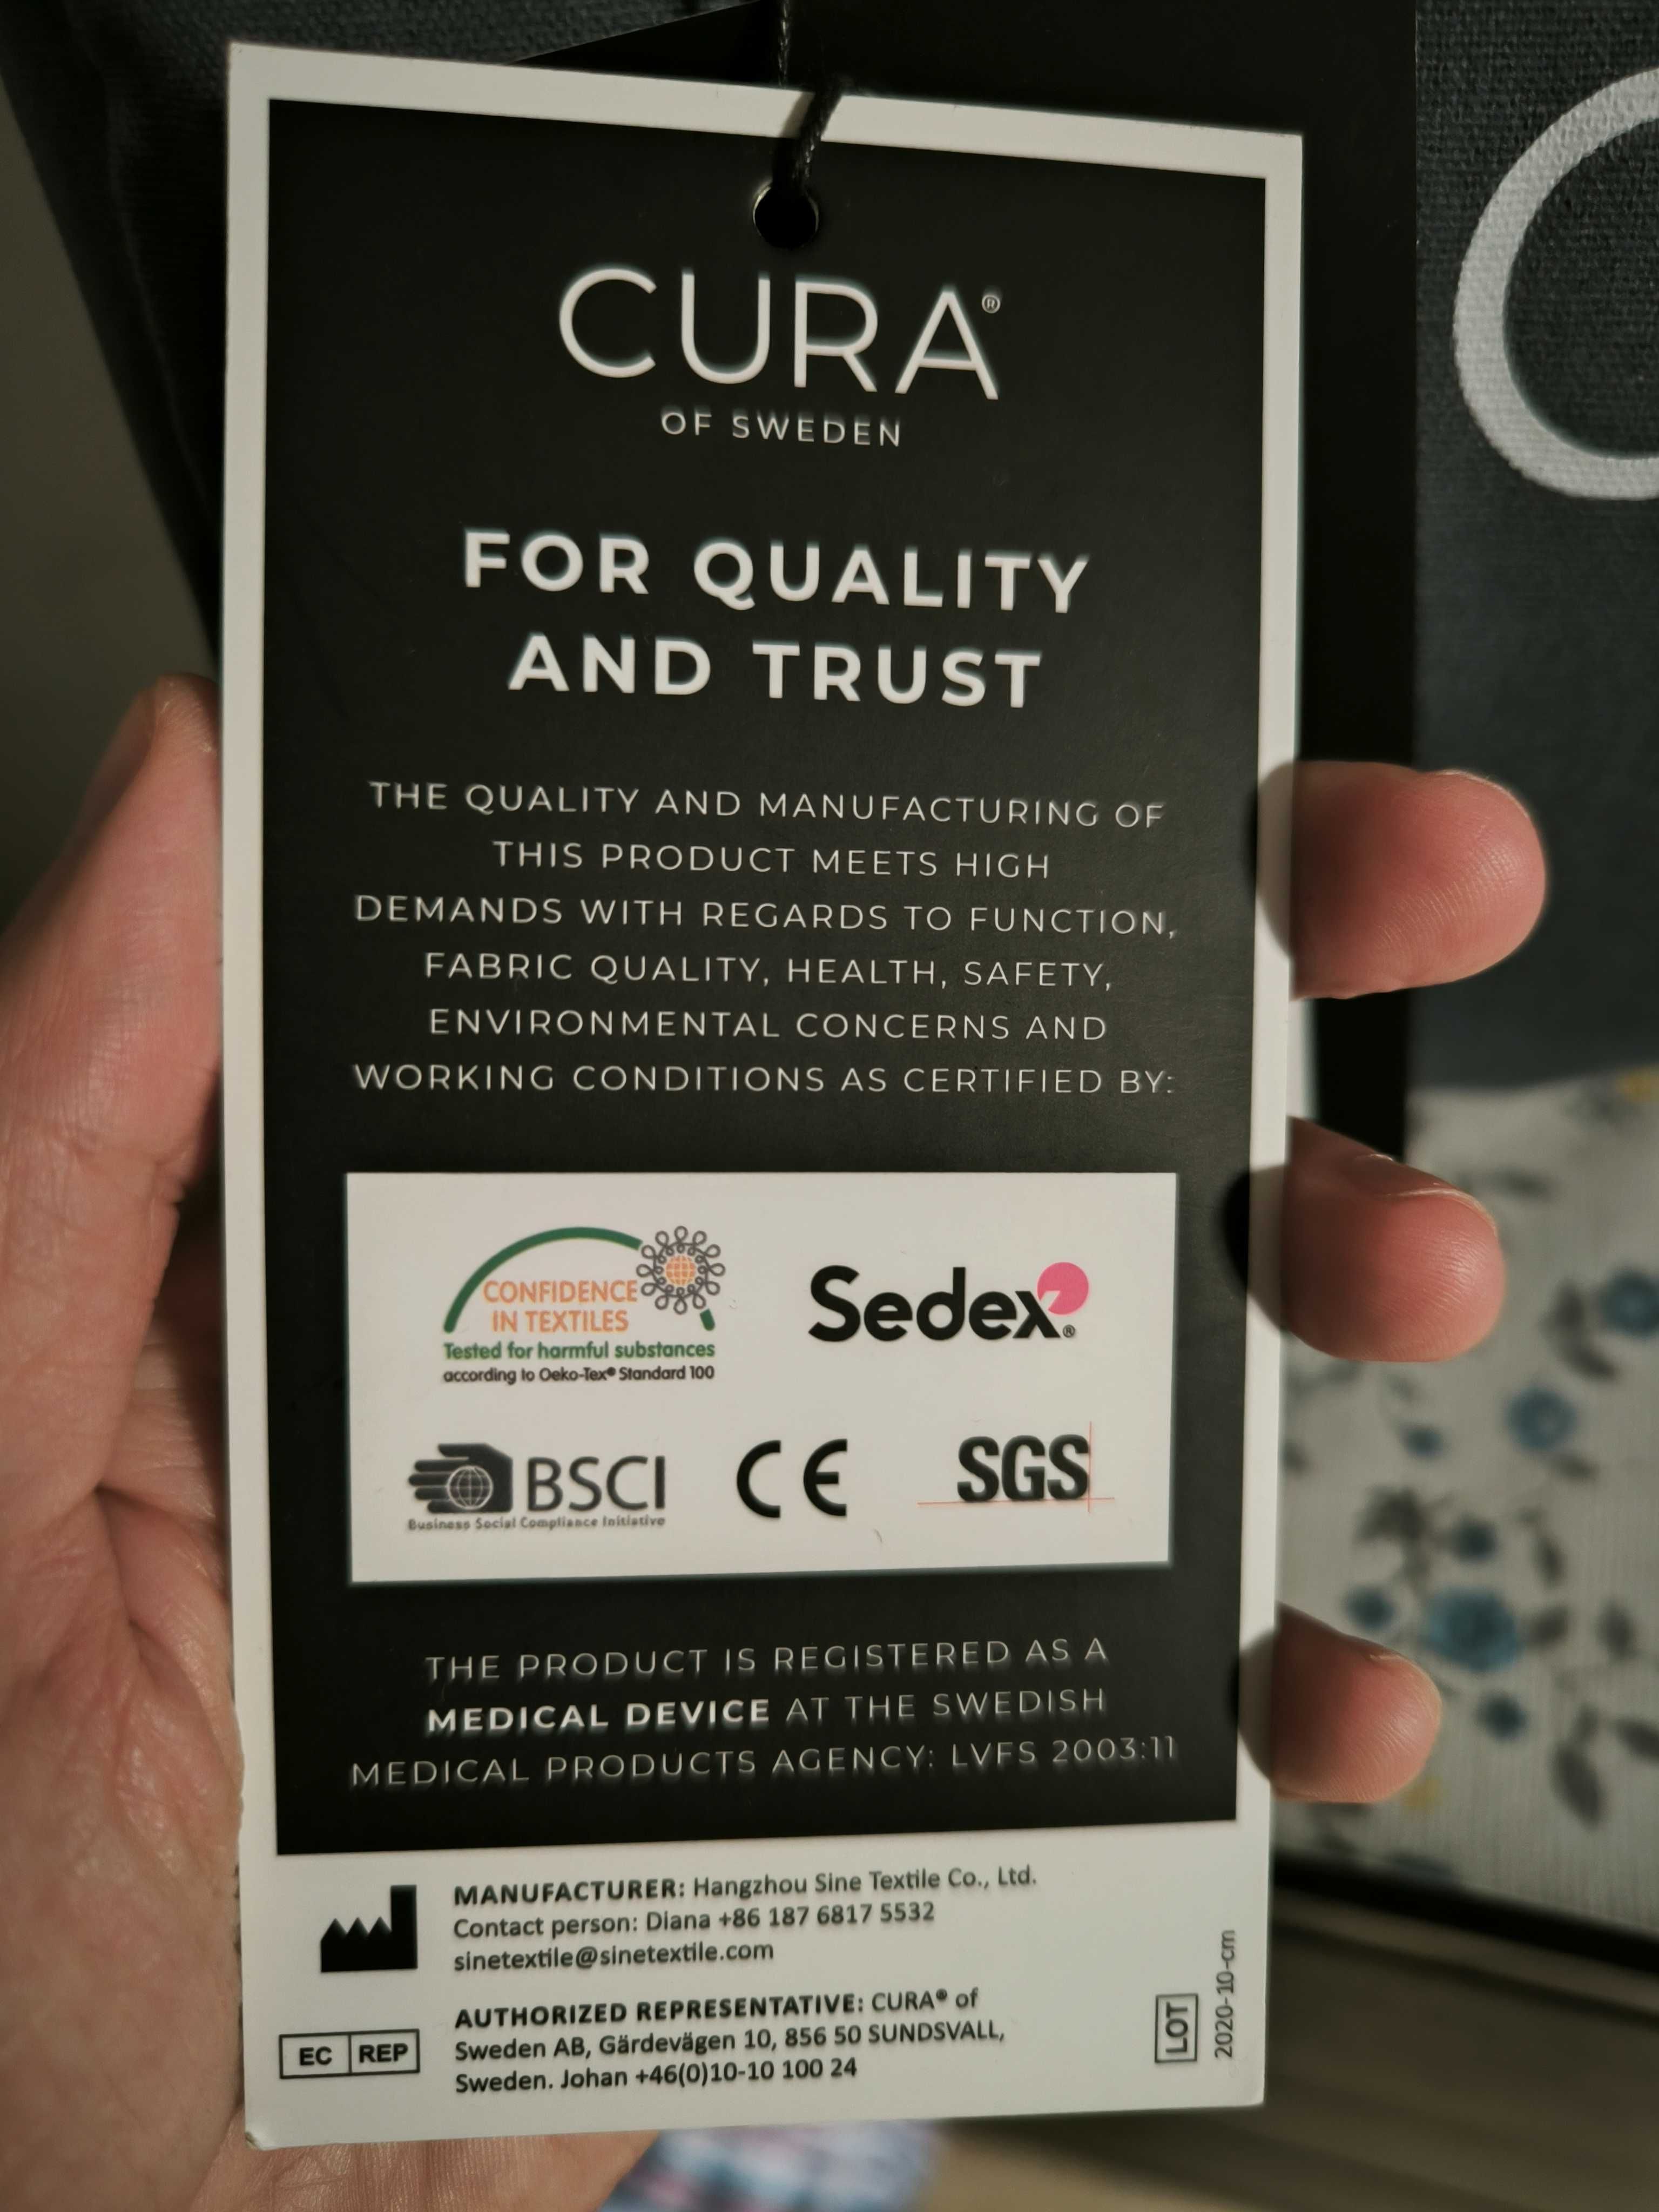 CURA®
OF SWEDEN
FOR QUALITY
AND TRUST
THE QUALITY AND MANUFACTURING OF
THIS PRODUCT MEETS HIGH
DEMANDS WITH REGARDS TO FUNCTION,
FABRIC QUALITY, HEALTH, SAFETY,
ENVIRONMENTAL CONCERNS AND
WORKING CONDITIONS AS CERTIFIED BY:
CONFIDENCE
IN TEXTILES
Tested for harmful substances
according to Oeko-Tex® Standard 100
Sedex®
BSCI
Business Social Compliance Initiative
CE
SGS
THE PRODUCT IS REGISTERED AS A
MEDICAL DEVICE AT THE SWEDISH
MEDICAL PRODUCTS AGENCY: LVFS 2003:11
MANUFACTURER: Hangzhou Sine Textile Co., Ltd.
Contact person: Diana +86 187 6817 5532
sinetextile@sinetextile.com
EC REP
AUTHORIZED REPRESENTATIVE: CURA® of
Sweden AB, Gärdevägen 10, 856 50 SUNDSVALL,
Sweden. Johan +46(0)10-10 100 24
LOT
2020-10-cm
C